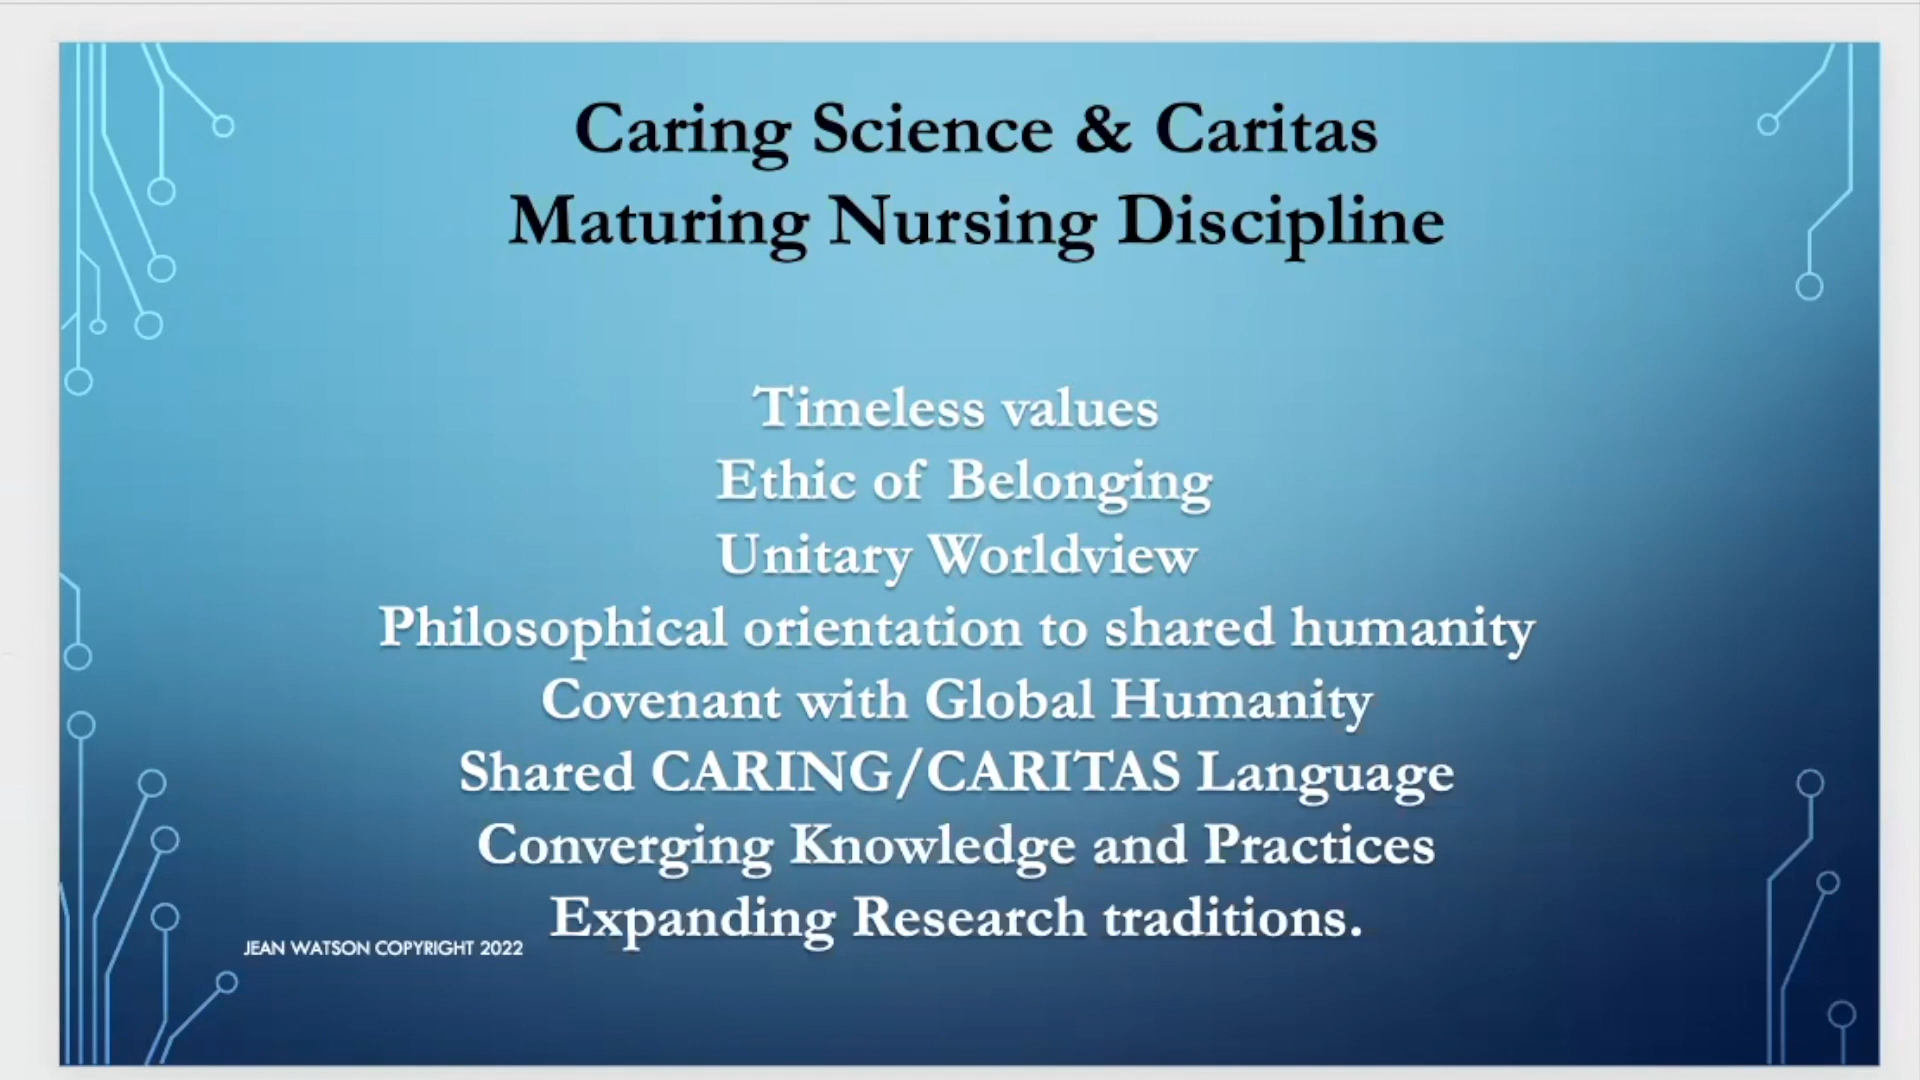 Caring Science & Caritas
Maturing Nursing Discipline
Timeless values
Ethic of Belonging
Unitary Worldview
Philosophical orientation to shared humanity
Covenant with Global Humanity
Shared CARING/CARITAS Language
Converging Knowledge and Practices
Expanding Research traditions.
JEAN WATSON COPYRIGHT 2022